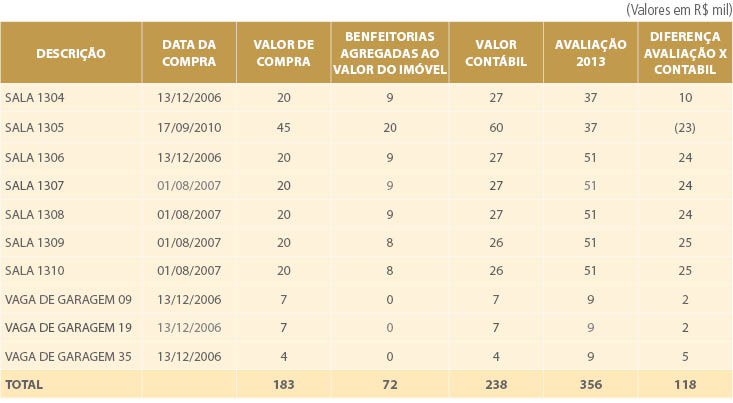 (Valores em R$ mil)
DESCRIÇÃO DATA DA COMPRA VALOR DE COMPRA BENFEITORIAS AGREGADAS AO VALOR DO IMÓVEL VALOR CONTÁBIL AVALIAÇÃO 2013 DIFERENÇA AVALIAÇÃO X CONTABIL
SALA 1304 13/12/2006 20 9 27 37 10
SALA 1305 17/09/2010 45 20 60 37 (23)
SALA 1306 13/12/2006 20 9 27 51 24
SALA 1307 01/08/2007 20 9 27 51 24
SALA 1308 01/08/2007 20 9 27 51 24
SALA 1309 01/08/2007 20 8 26 51 25
SALA 1310 01/08/2007 20 8 26 51 25
VAGA DE GARAGEM 09 13/12/2006 7 0 7 9 2
VAGA DE GARAGEM 19 13/12/2006 7 0 7 9 2
VAGA DE GARAGEM 35 13/12/2006 4 0 4 9 5
TOTAL 183 72 238 356 118